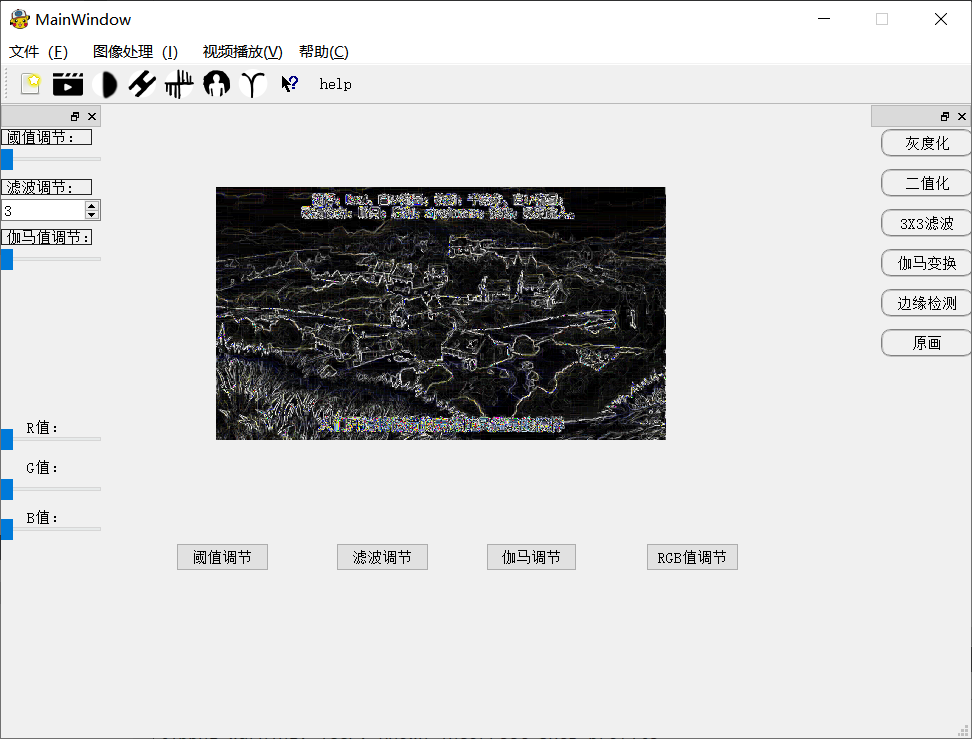 MainWindow
文件 (F) 图像处理 (I) 视频播放(V) 帮助(C)
help
阈值调节：
滤波调节：
3
伽马值调节：
R值：
G值：
B值：
灰度化
二值化
3X3滤波
伽马变换
边缘检测
原画
阈值调节 滤波调节 伽马调节 RGB值调节